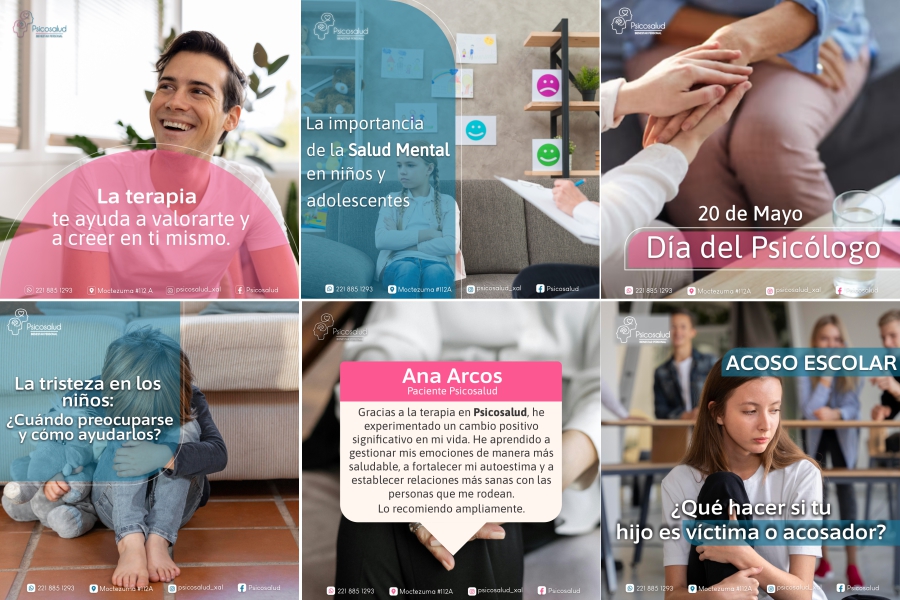 Psicosalud
La terapia
te ayuda a valorarte y
a creer en ti mismo.
221 885 1293 Moctezuma #112 A psicosalud_xal Psicosalud
Psicosalud
La importancia
de la Salud Mental
en niños y
adolescentes
221 885 1293 Moctezuma #112A psicosalud_xal Psicosalud
Psicosalud
20 de Mayo
Día del Psicólogo
221 885 1293 Moctezuma #112A psicosalud_xal Psicosalud
Psicosalud
La tristeza en los
niños:
¿Cuándo preocuparse
y cómo ayudarlos?
221 885 1293 Moctezuma #112A psicosalud_xal Psicosalud
Psicosalud
Ana Arcos
Paciente Psicosalud
Gracias a la terapia en Psicosalud, he
experimentado un cambio positivo
significativo en mi vida. He aprendido a
gestionar mis emociones de manera más
saludable, a fortalecer mi autoestima y a
establecer relaciones más sanas con las
personas que me rodean.
Lo recomiendo ampliamente.
221 885 1293 Moctezuma #112A psicosalud_xal Psicosalud
Psicosalud
ACOSO ESCOLAR
¿Qué hacer si tu
hijo es víctima o acosador?
221 885 1293 Moctezuma #112A psicosalud_xal Psicosalud